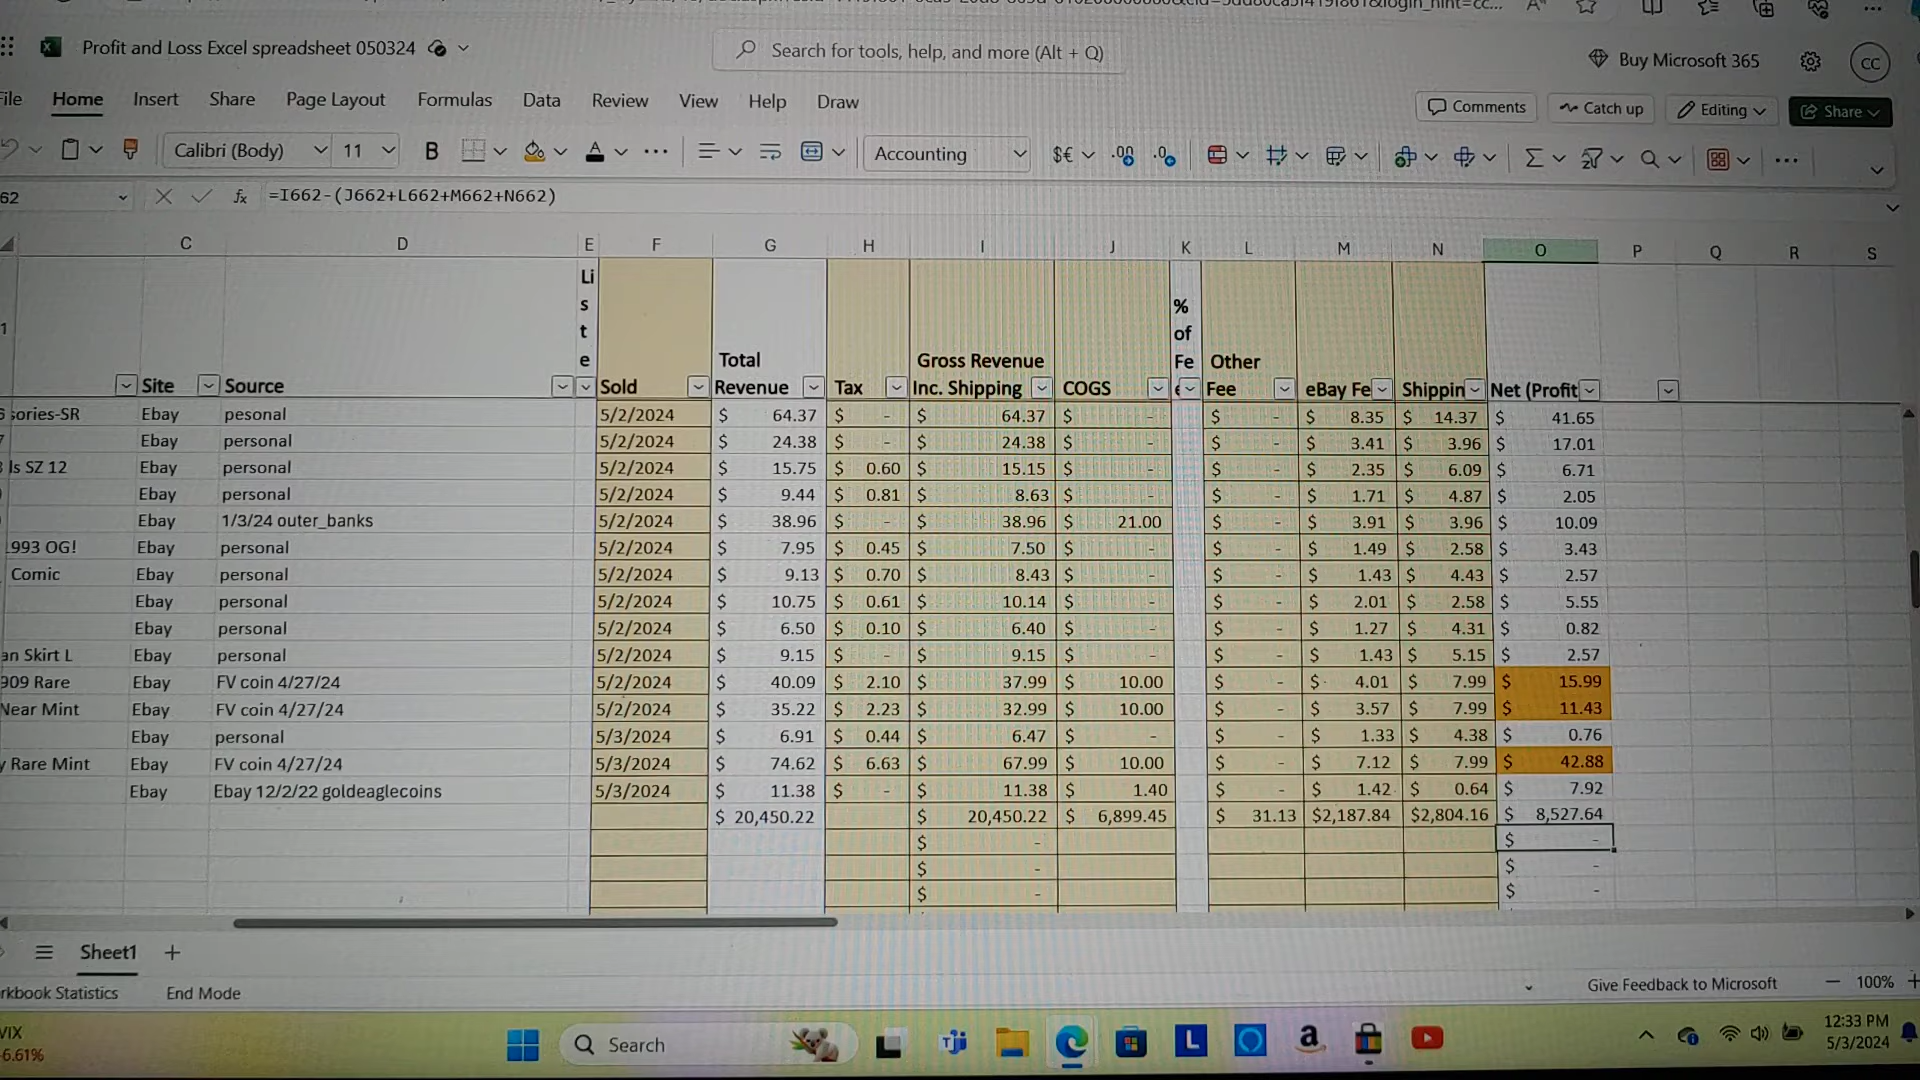 Profit and Loss Excel spreadsheet 050324
Search for tools, help, and more (Alt + Q)
Buy Microsoft 365
CC
File Home Insert Share Page Layout Formulas Data Review View Help Draw
Comments Catch up Editing Share
Calibri (Body) 11 B A Accounting $€ .00 .0
62 fx =I662-(J662+L662+M662+N662)
C D E F G H I J K L M N O P Q R S
1 Site Source Liste Sold Total Revenue Tax Gross Revenue Inc. Shipping COGS % of Fe Other Fee eBay Fe Shippin Net (Profit
6 sories-SR Ebay pesonal 5/2/2024 $ 64.37 $ - $ 64.37 $ - $ - $ 8.35 $ 14.37 $ 41.65
7 Ebay personal 5/2/2024 $ 24.38 $ - $ 24.38 $ - $ - $ 3.41 $ 3.96 $ 17.01
ls SZ 12 Ebay personal 5/2/2024 $ 15.75 $ 0.60 $ 15.15 $ - $ - $ 2.35 $ 6.09 $ 6.71
Ebay personal 5/2/2024 $ 9.44 $ 0.81 $ 8.63 $ - $ - $ 1.71 $ 4.87 $ 2.05
Ebay 1/3/24 outer_banks 5/2/2024 $ 38.96 $ - $ 38.96 $ 21.00 $ - $ 3.91 $ 3.96 $ 10.09
1993 OG! Ebay personal 5/2/2024 $ 7.95 $ 0.45 $ 7.50 $ - $ - $ 1.49 $ 2.58 $ 3.43
Comic Ebay personal 5/2/2024 $ 9.13 $ 0.70 $ 8.43 $ - $ - $ 1.43 $ 4.43 $ 2.57
Ebay personal 5/2/2024 $ 10.75 $ 0.61 $ 10.14 $ - $ - $ 2.01 $ 2.58 $ 5.55
Ebay personal 5/2/2024 $ 6.50 $ 0.10 $ 6.40 $ - $ - $ 1.27 $ 4.31 $ 0.82
an Skirt L Ebay personal 5/2/2024 $ 9.15 $ - $ 9.15 $ - $ - $ 1.43 $ 5.15 $ 2.57
909 Rare Ebay FV coin 4/27/24 5/2/2024 $ 40.09 $ 2.10 $ 37.99 $ 10.00 $ - $ 4.01 $ 7.99 $ 15.99
Near Mint Ebay FV coin 4/27/24 5/2/2024 $ 35.22 $ 2.23 $ 32.99 $ 10.00 $ - $ 3.57 $ 7.99 $ 11.43
Ebay personal 5/3/2024 $ 6.91 $ 0.44 $ 6.47 $ - $ - $ 1.33 $ 4.38 $ 0.76
y Rare Mint Ebay FV coin 4/27/24 5/3/2024 $ 74.62 $ 6.63 $ 67.99 $ 10.00 $ - $ 7.12 $ 7.99 $ 42.88
Ebay Ebay 12/2/22 goldeaglecoins 5/3/2024 $ 11.38 $ - $ 11.38 $ 1.40 $ - $ 1.42 $ 0.64 $ 7.92
$ 20,450.22 $ 20,450.22 $ 6,899.45 $ 31.13 $2,187.84 $2,804.16 $ 8,527.64
$ - $ -
$ - $ -
$ - $ -
Sheet1 +
rkbook Statistics End Mode Give Feedback to Microsoft — 100% +
VIX
-6.61%
Search
L
a
12:33 PM
5/3/2024